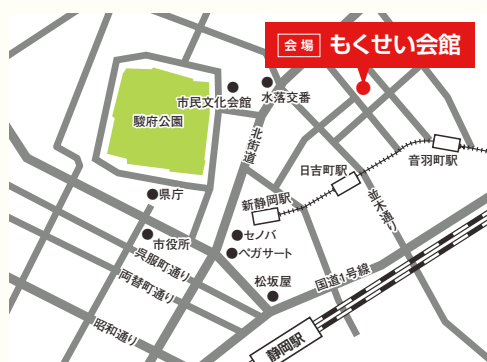 会場 もくせい会館
市民文化会館
水落交番
駿府公園
北街道
日吉町駅
音羽町駅
県庁
新静岡駅
並木通り
市役所
セノバ
呉服町通り
ペガサート
両替町通り
松坂屋
国道1号線
昭和通り
静岡駅